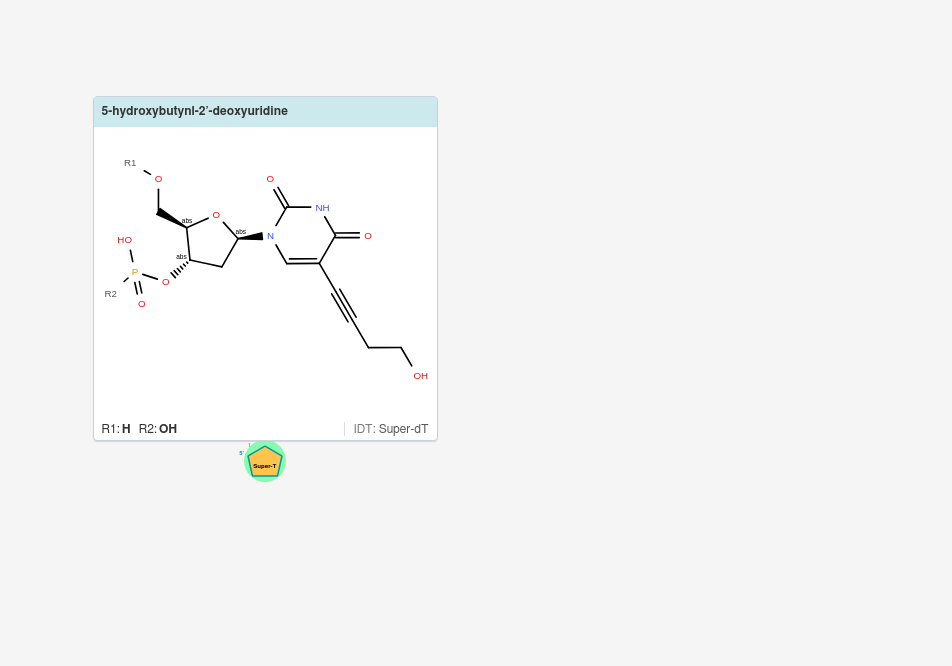 5-hydroxybutynl-2’-deoxyuridine
R1
O
O
abs
O
abs
NH
N
O
HO
abs
P
O
R2
O
OH
R1: H R2: OH
IDT: Super-dT
5'
Super-T